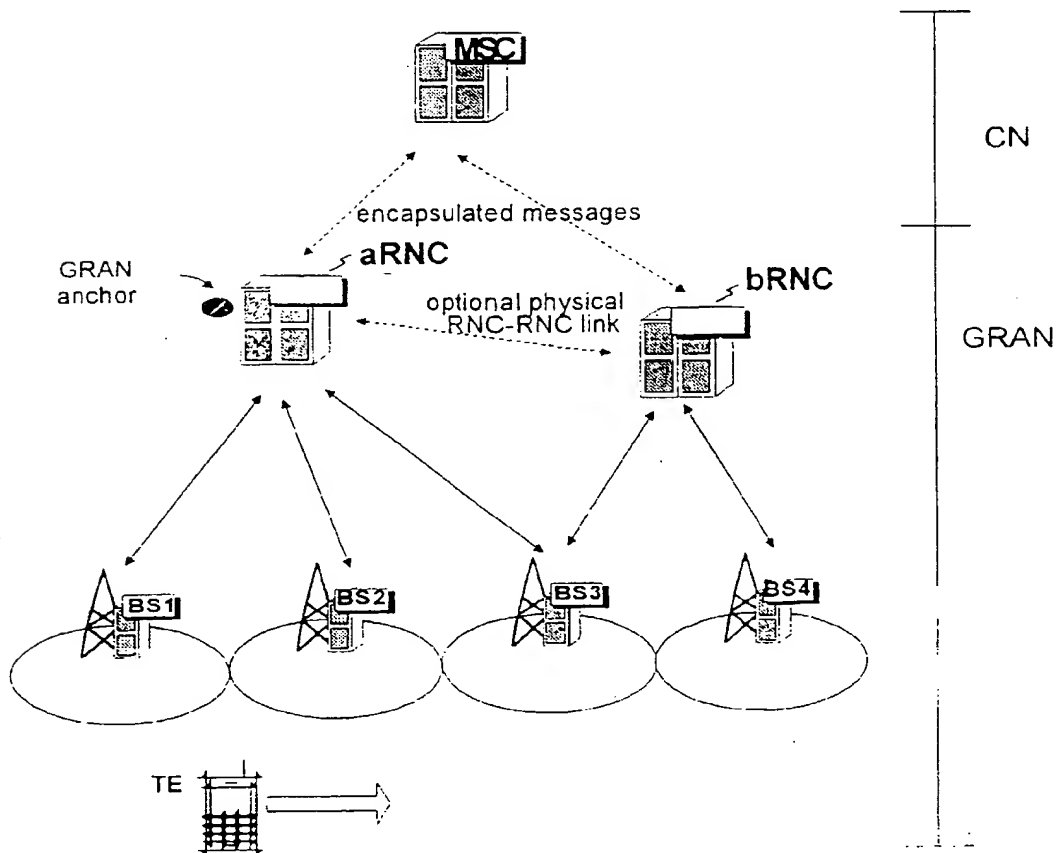 MSC
CN
encapsulated messages
aRNC
GRAN
anchor
bRNC
optional physical
RNC-RNC link
GRAN
BS1
BS2
BS3
BS4
TE